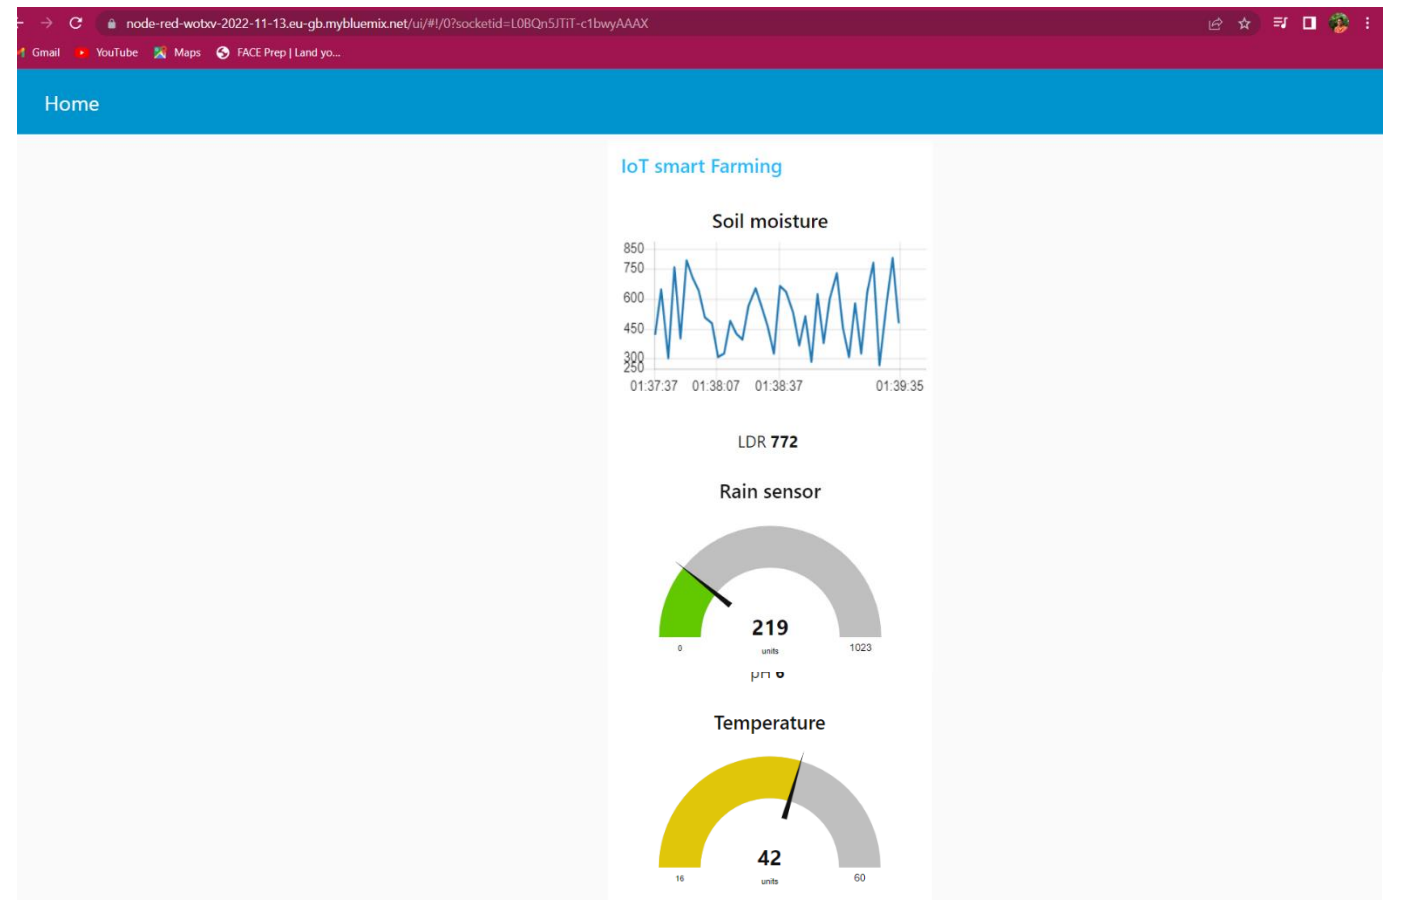 node-red-wotxv-2022-11-13.eu-gb.mybluemix.net/ui/#!/0?socketid=L0BQn5JTiT-c1bwyAAAX
Gmail YouTube Maps FACE Prep | Land yo...
Home
IoT smart Farming
Soil moisture
850
750
600
450
300
250
01:37:37 01:38:07 01:38:37 01:39:35
LDR 772
Rain sensor
219
0 units 1023
pH 6
Temperature
42
16 units 60